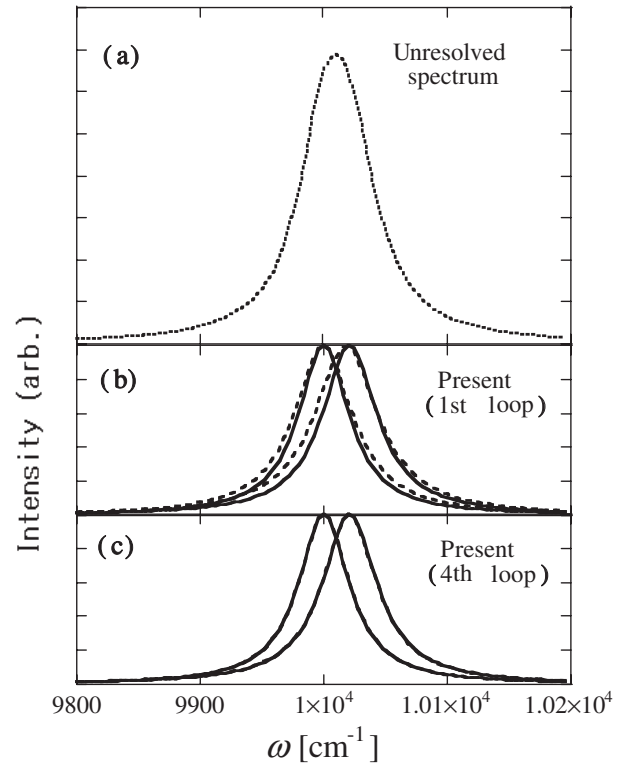 (a)
Unresolved
spectrum
(b)
Present
(1st loop)
(c)
Present
(4th loop)
Intensity (arb.)
9800 9900 1×10⁴ 1.01×10⁴ 1.02×10⁴
ω [cm⁻¹]